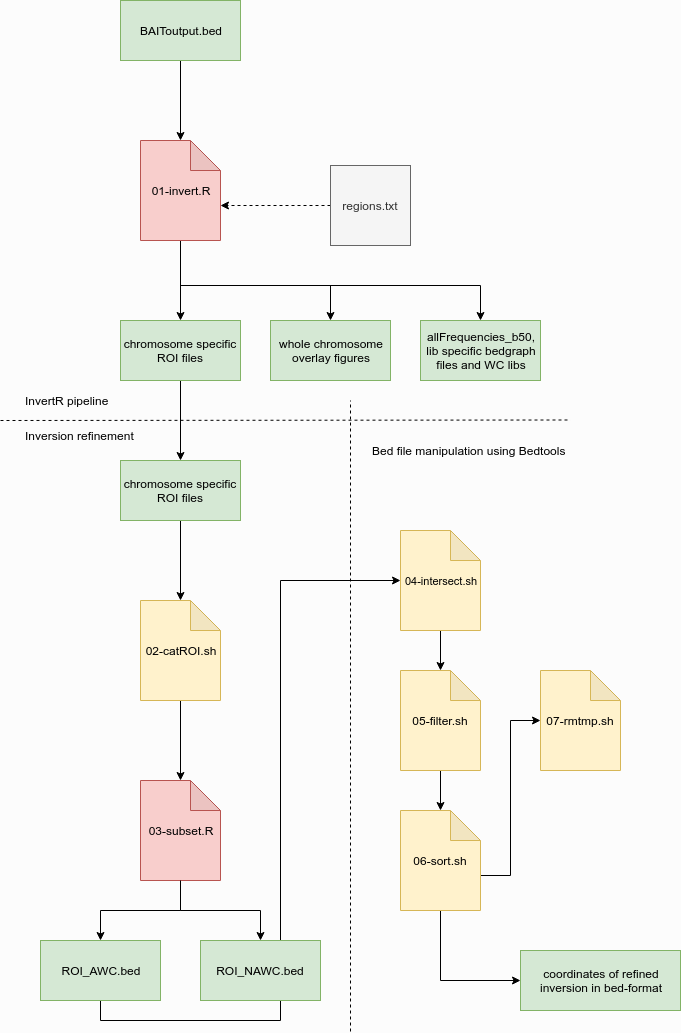 BAIToutput.bed
01-invert.R
regions.txt
chromosome specific
ROI files
whole chromosome
overlay figures
allFrequencies_b50,
lib specific bedgraph
files and WC libs
InvertR pipeline
Inversion refinement
Bed file manipulation using Bedtools
chromosome specific
ROI files
04-intersect.sh
02-catROI.sh
05-filter.sh
07-rmtmp.sh
03-subset.R
06-sort.sh
ROI_AWC.bed
ROI_NAWC.bed
coordinates of refined
inversion in bed-format